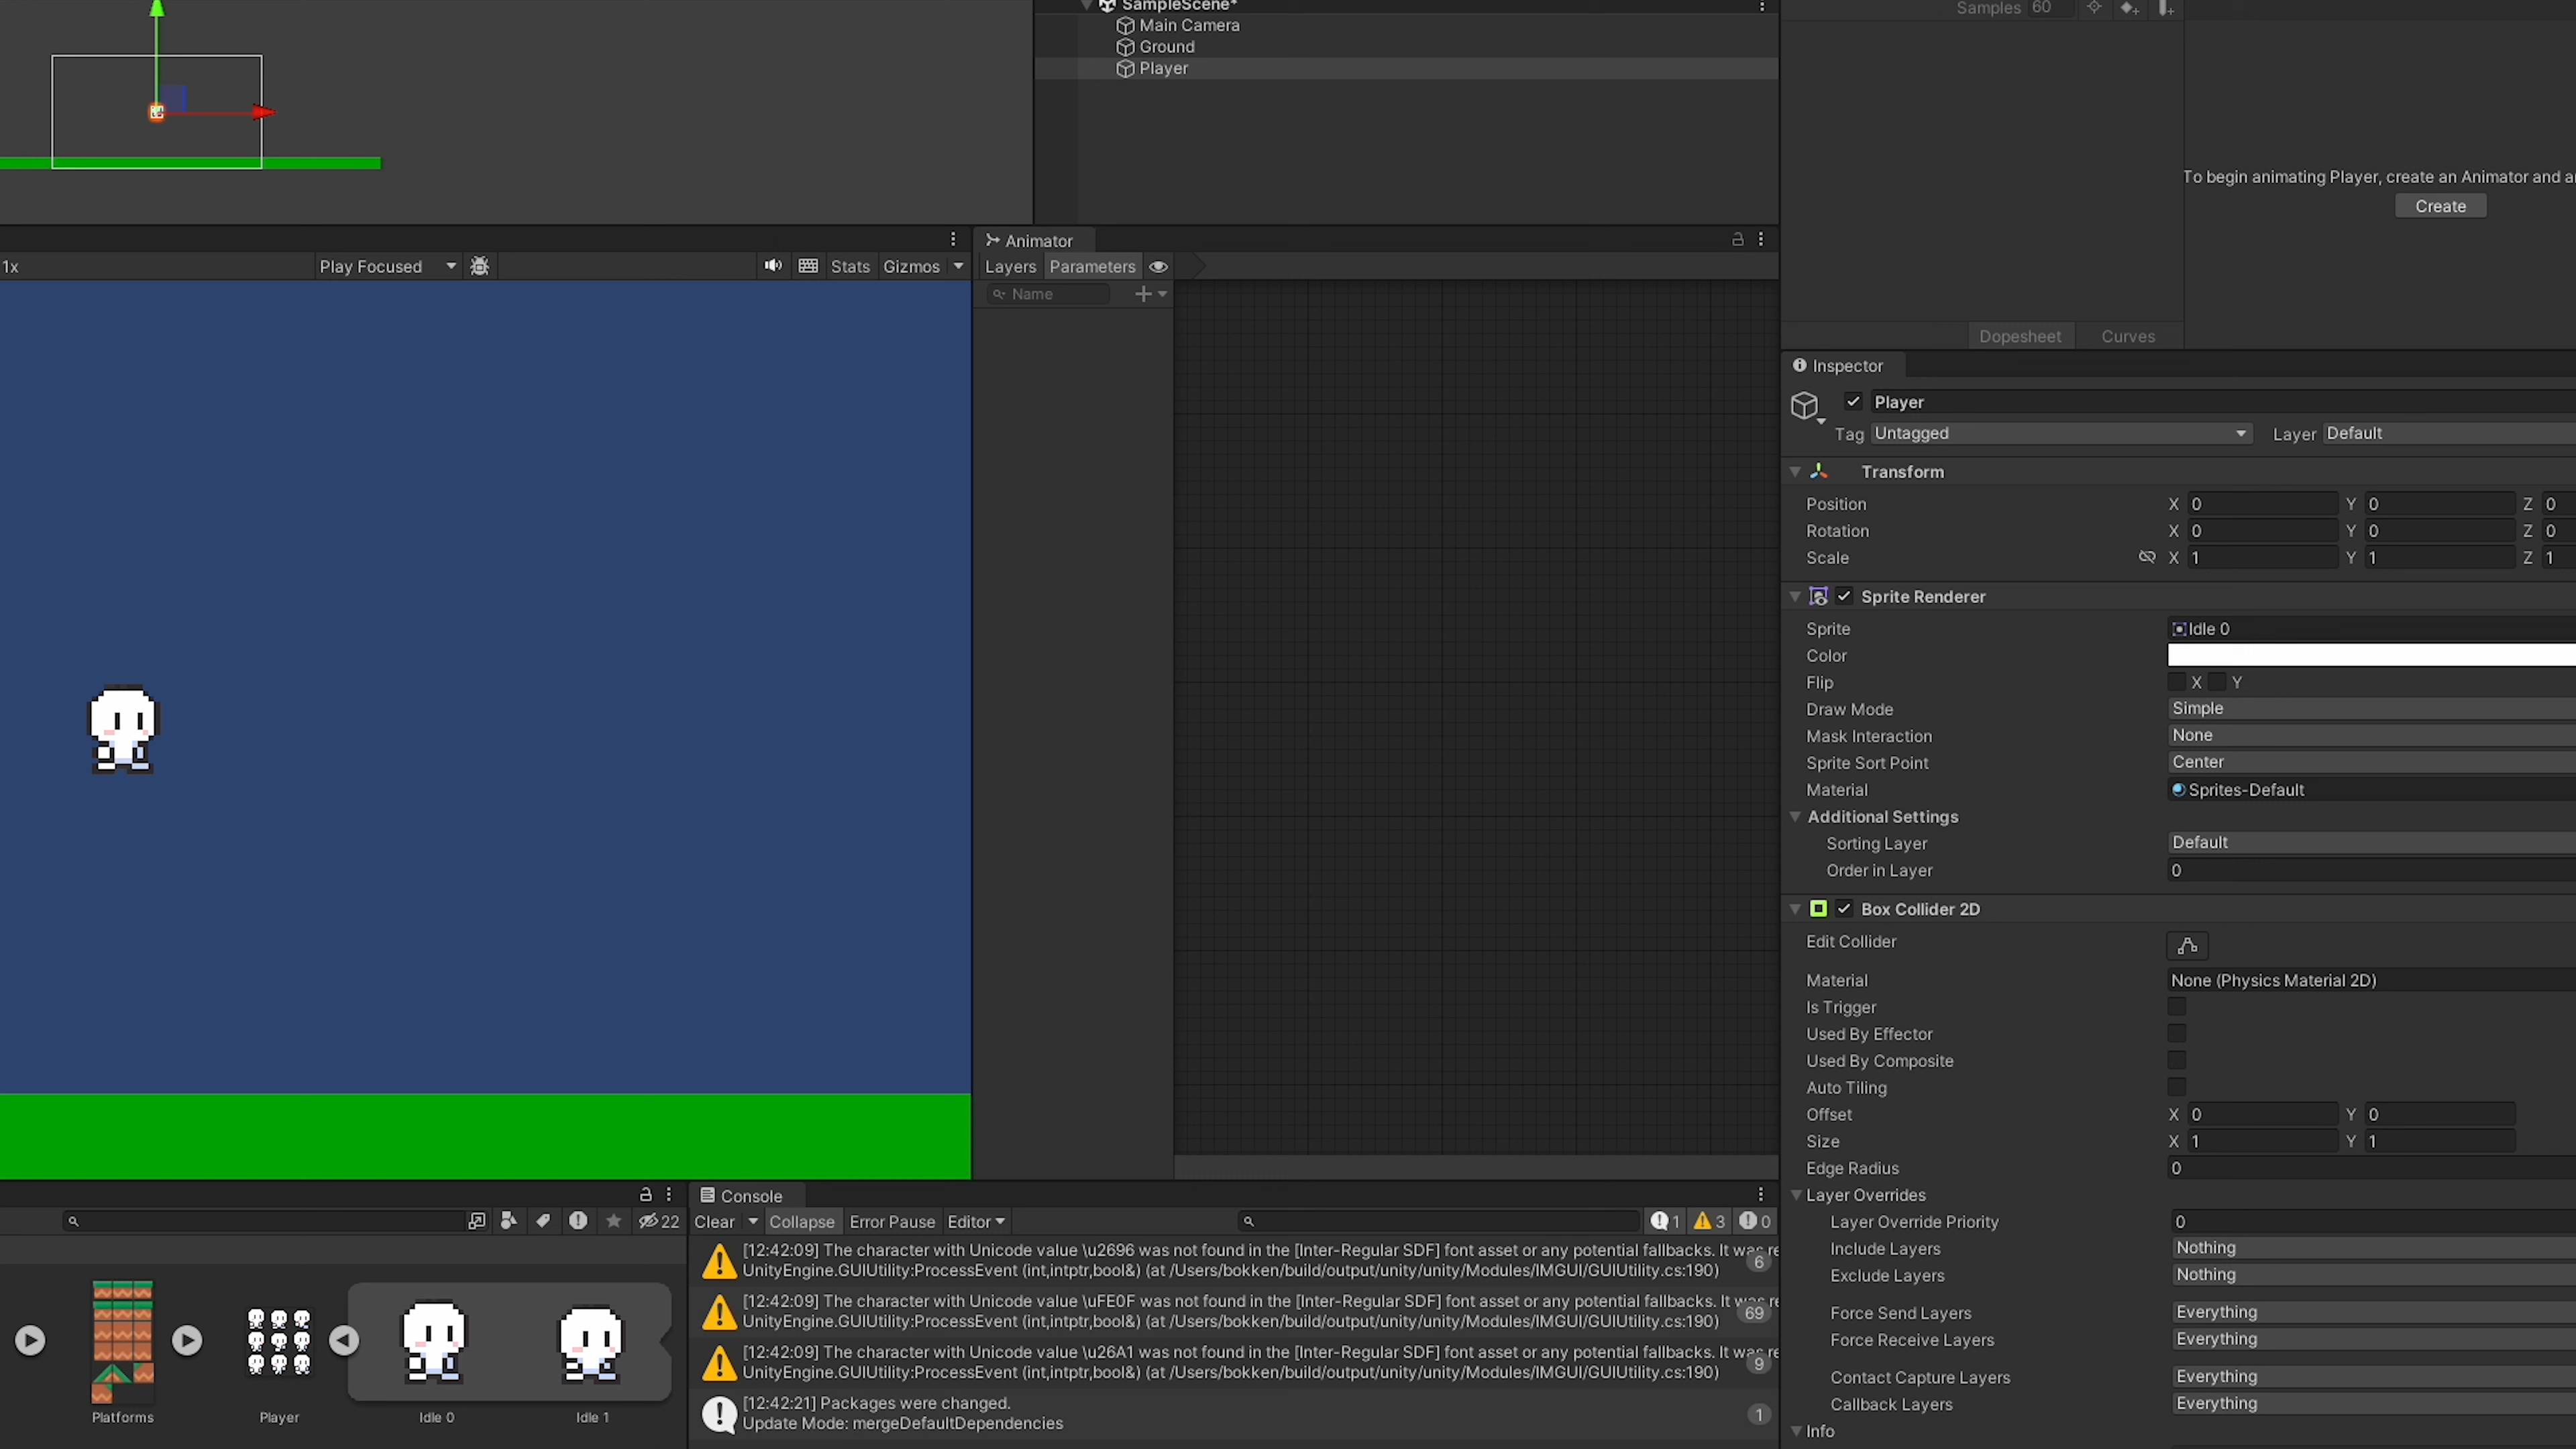 SampleScene*
Main Camera
Ground
Player
Samples 60
To begin animating Player, create an Animator and a
Create
Dopesheet Curves
1x Play Focused Stats Gizmos
Animator
Layers Parameters
Name
Inspector
Player
Tag Untagged Layer Default
Transform
Position X 0 Y 0 Z 0
Rotation X 0 Y 0 Z 0
Scale X 1 Y 1 Z 1
Sprite Renderer
Sprite Idle 0
Color
Flip X Y
Draw Mode Simple
Mask Interaction None
Sprite Sort Point Center
Material Sprites-Default
Additional Settings
Sorting Layer Default
Order in Layer 0
Box Collider 2D
Edit Collider
Material None (Physics Material 2D)
Is Trigger
Used By Effector
Used By Composite
Auto Tiling
Offset X 0 Y 0
Size X 1 Y 1
Edge Radius 0
Layer Overrides
Layer Override Priority 0
Include Layers Nothing
Exclude Layers Nothing
Force Send Layers Everything
Force Receive Layers Everything
Contact Capture Layers Everything
Callback Layers Everything
Info
22
Platforms Player Idle 0 Idle 1
Console
Clear Collapse Error Pause Editor 1 3 0
[12:42:09] The character with Unicode value \u2696 was not found in the [Inter-Regular SDF] font asset or any potential fallbacks. It was re
UnityEngine.GUIUtility:ProcessEvent (int,intptr,bool&) (at /Users/bokken/build/output/unity/unity/Modules/IMGUI/GUIUtility.cs:190) 6
[12:42:09] The character with Unicode value \uFE0F was not found in the [Inter-Regular SDF] font asset or any potential fallbacks. It was re
UnityEngine.GUIUtility:ProcessEvent (int,intptr,bool&) (at /Users/bokken/build/output/unity/unity/Modules/IMGUI/GUIUtility.cs:190) 69
[12:42:09] The character with Unicode value \u26A1 was not found in the [Inter-Regular SDF] font asset or any potential fallbacks. It was re
UnityEngine.GUIUtility:ProcessEvent (int,intptr,bool&) (at /Users/bokken/build/output/unity/unity/Modules/IMGUI/GUIUtility.cs:190) 9
[12:42:21] Packages were changed.
Update Mode: mergeDefaultDependencies 1